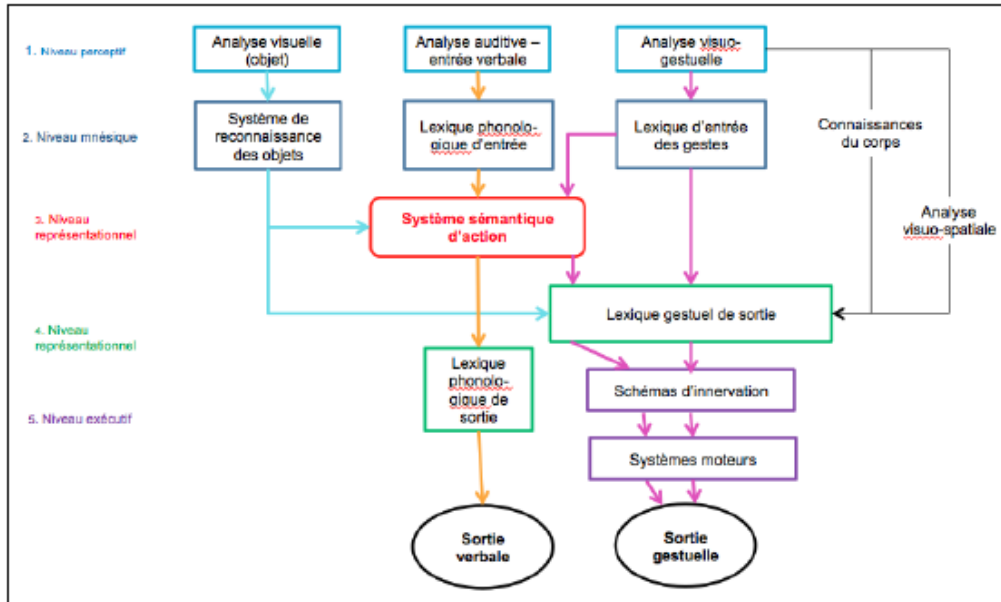 1. Niveau perceptif
Analyse visuelle
(objet)
Analyse auditive –
entrée verbale
Analyse visuo-
gestuelle
2. Niveau mnésique
Système de
reconnaissance
des objets
Lexique phonolo-
gique d'entrée
Lexique d'entrée
des gestes
Connaissances
du corps
3. Niveau
représentationnel
Système sémantique
d'action
Analyse
visuo-spatiale
4. Niveau
représentationnel
Lexique gestuel de sortie
Lexique
phonolo-
gique de
sortie
Schémas d'innervation
5. Niveau exécutif
Systèmes moteurs
Sortie
verbale
Sortie
gestuelle